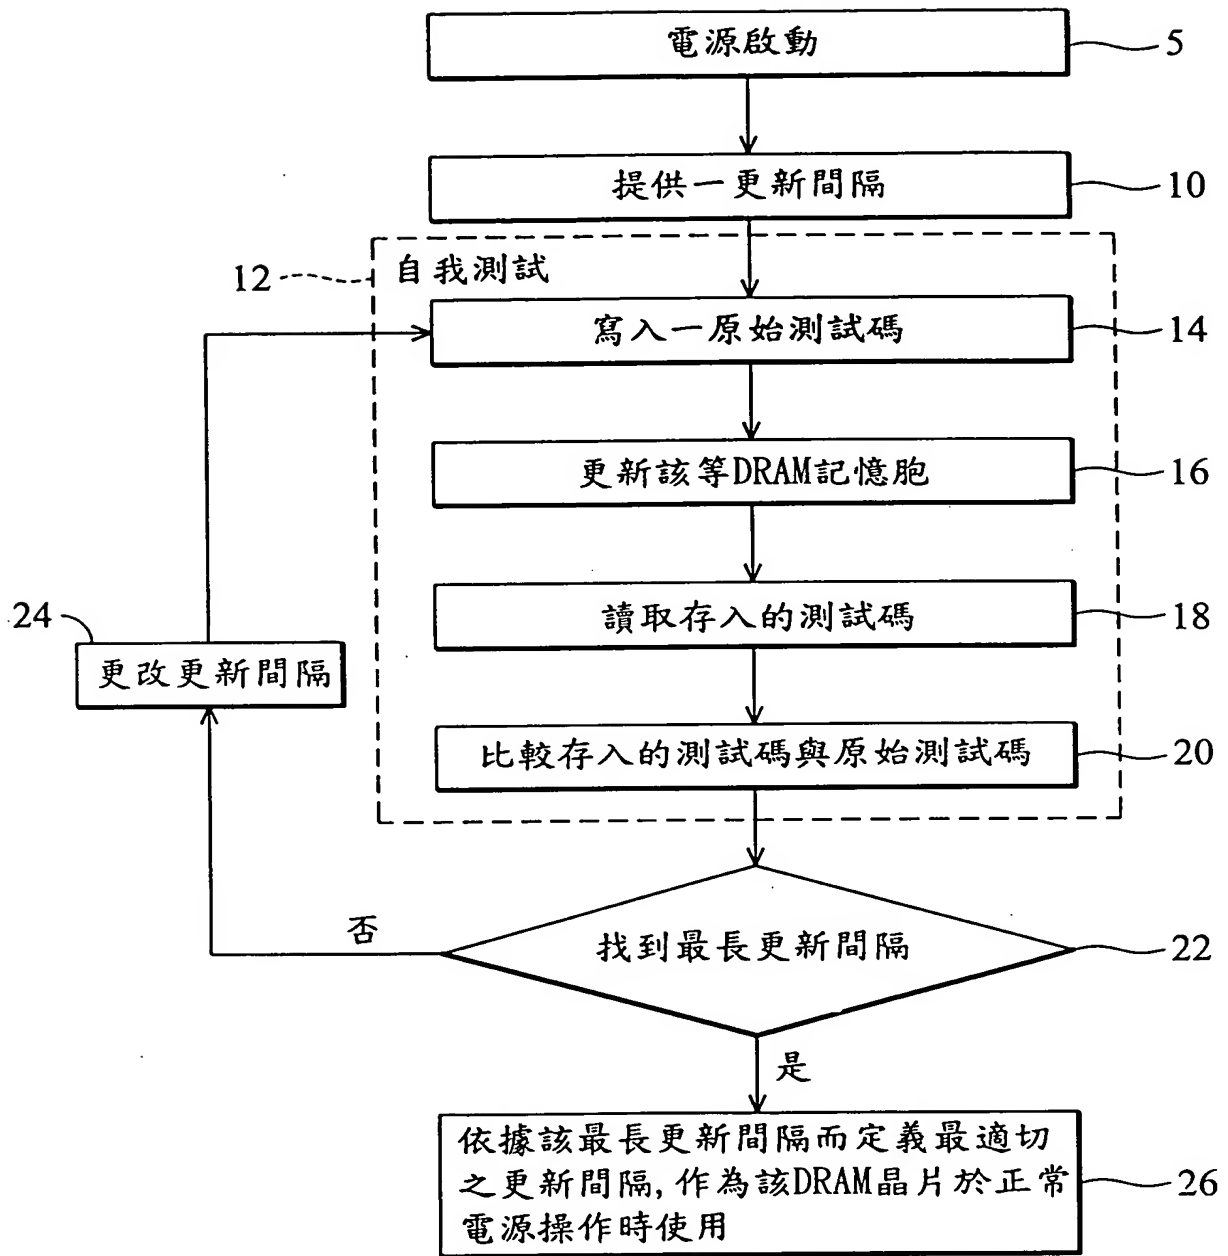 電源啟動
5
提供一更新間隔
10
12
自我測試
寫入一原始測試碼
14
更新該等DRAM記憶胞
16
讀取存入的測試碼
18
24
更改更新間隔
比較存入的測試碼與原始測試碼
20
否
找到最長更新間隔
22
是
依據該最長更新間隔而定義最適切
之更新間隔,作為該DRAM晶片於正常
電源操作時使用
26